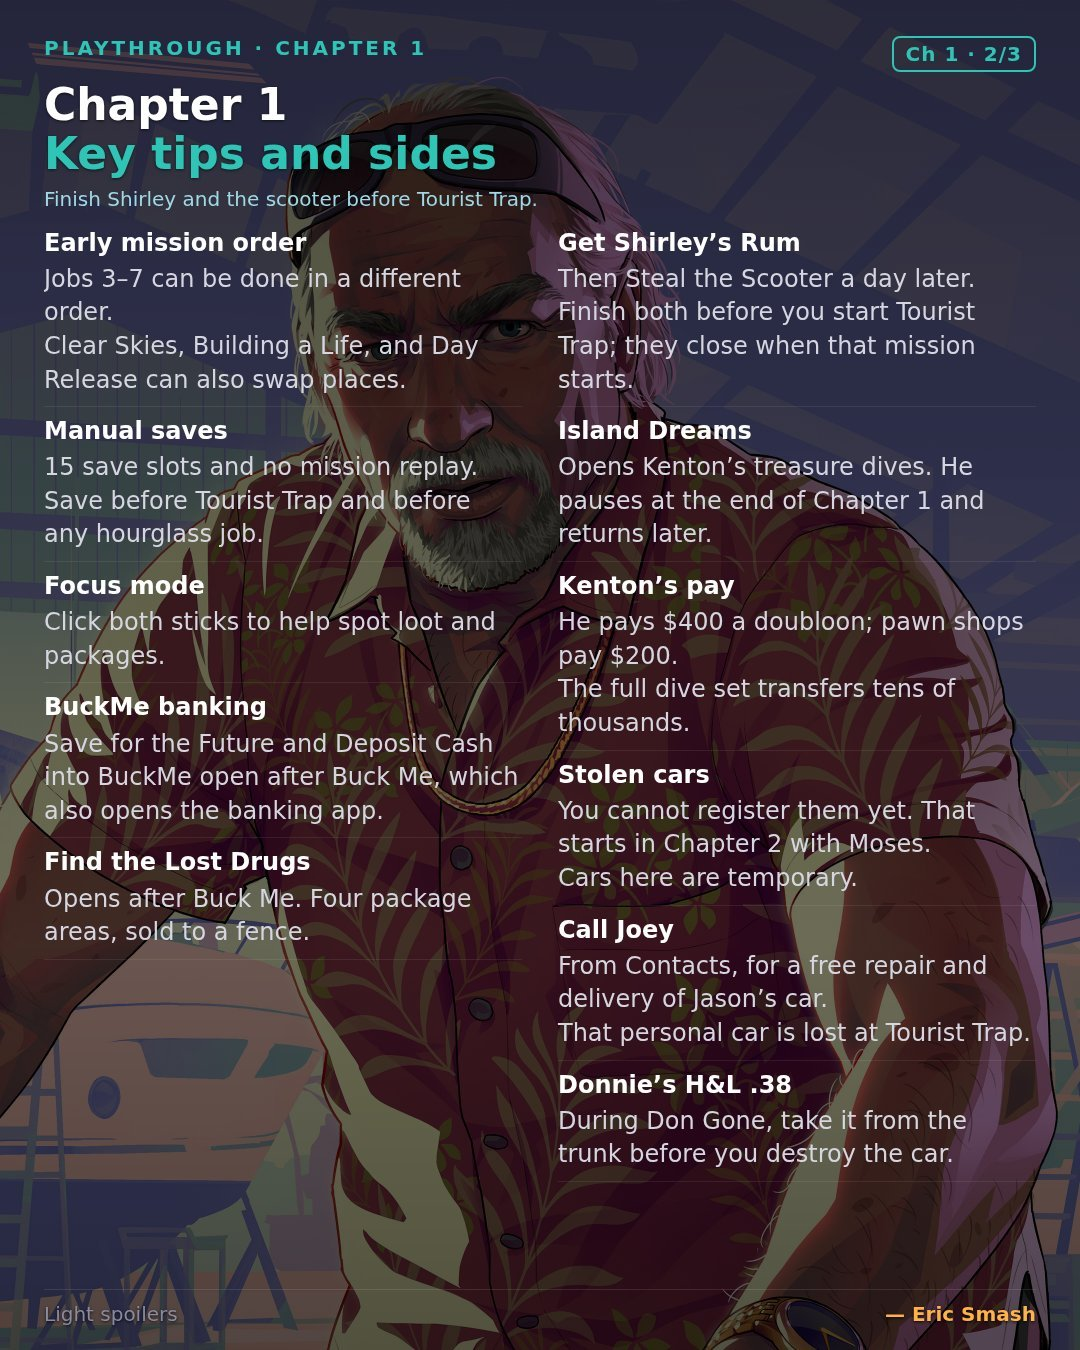 PLAYTHROUGH · CHAPTER 1
Ch 1 · 2/3
Chapter 1
Key tips and sides
Finish Shirley and the scooter before Tourist Trap.
Early mission order
Jobs 3–7 can be done in a different
order.
Clear Skies, Building a Life, and Day
Release can also swap places.
Manual saves
15 save slots and no mission replay.
Save before Tourist Trap and before
any hourglass job.
Focus mode
Click both sticks to help spot loot and
packages.
BuckMe banking
Save for the Future and Deposit Cash
into BuckMe open after Buck Me, which
also opens the banking app.
Find the Lost Drugs
Opens after Buck Me. Four package
areas, sold to a fence.
Get Shirley’s Rum
Then Steal the Scooter a day later.
Finish both before you start Tourist
Trap; they close when that mission
starts.
Island Dreams
Opens Kenton’s treasure dives. He
pauses at the end of Chapter 1 and
returns later.
Kenton’s pay
He pays $400 a doubloon; pawn shops
pay $200.
The full dive set transfers tens of
thousands.
Stolen cars
You cannot register them yet. That
starts in Chapter 2 with Moses.
Cars here are temporary.
Call Joey
From Contacts, for a free repair and
delivery of Jason’s car.
That personal car is lost at Tourist Trap.
Donnie’s H&L .38
During Don Gone, take it from the
trunk before you destroy the car.
Light spoilers
— Eric Smash